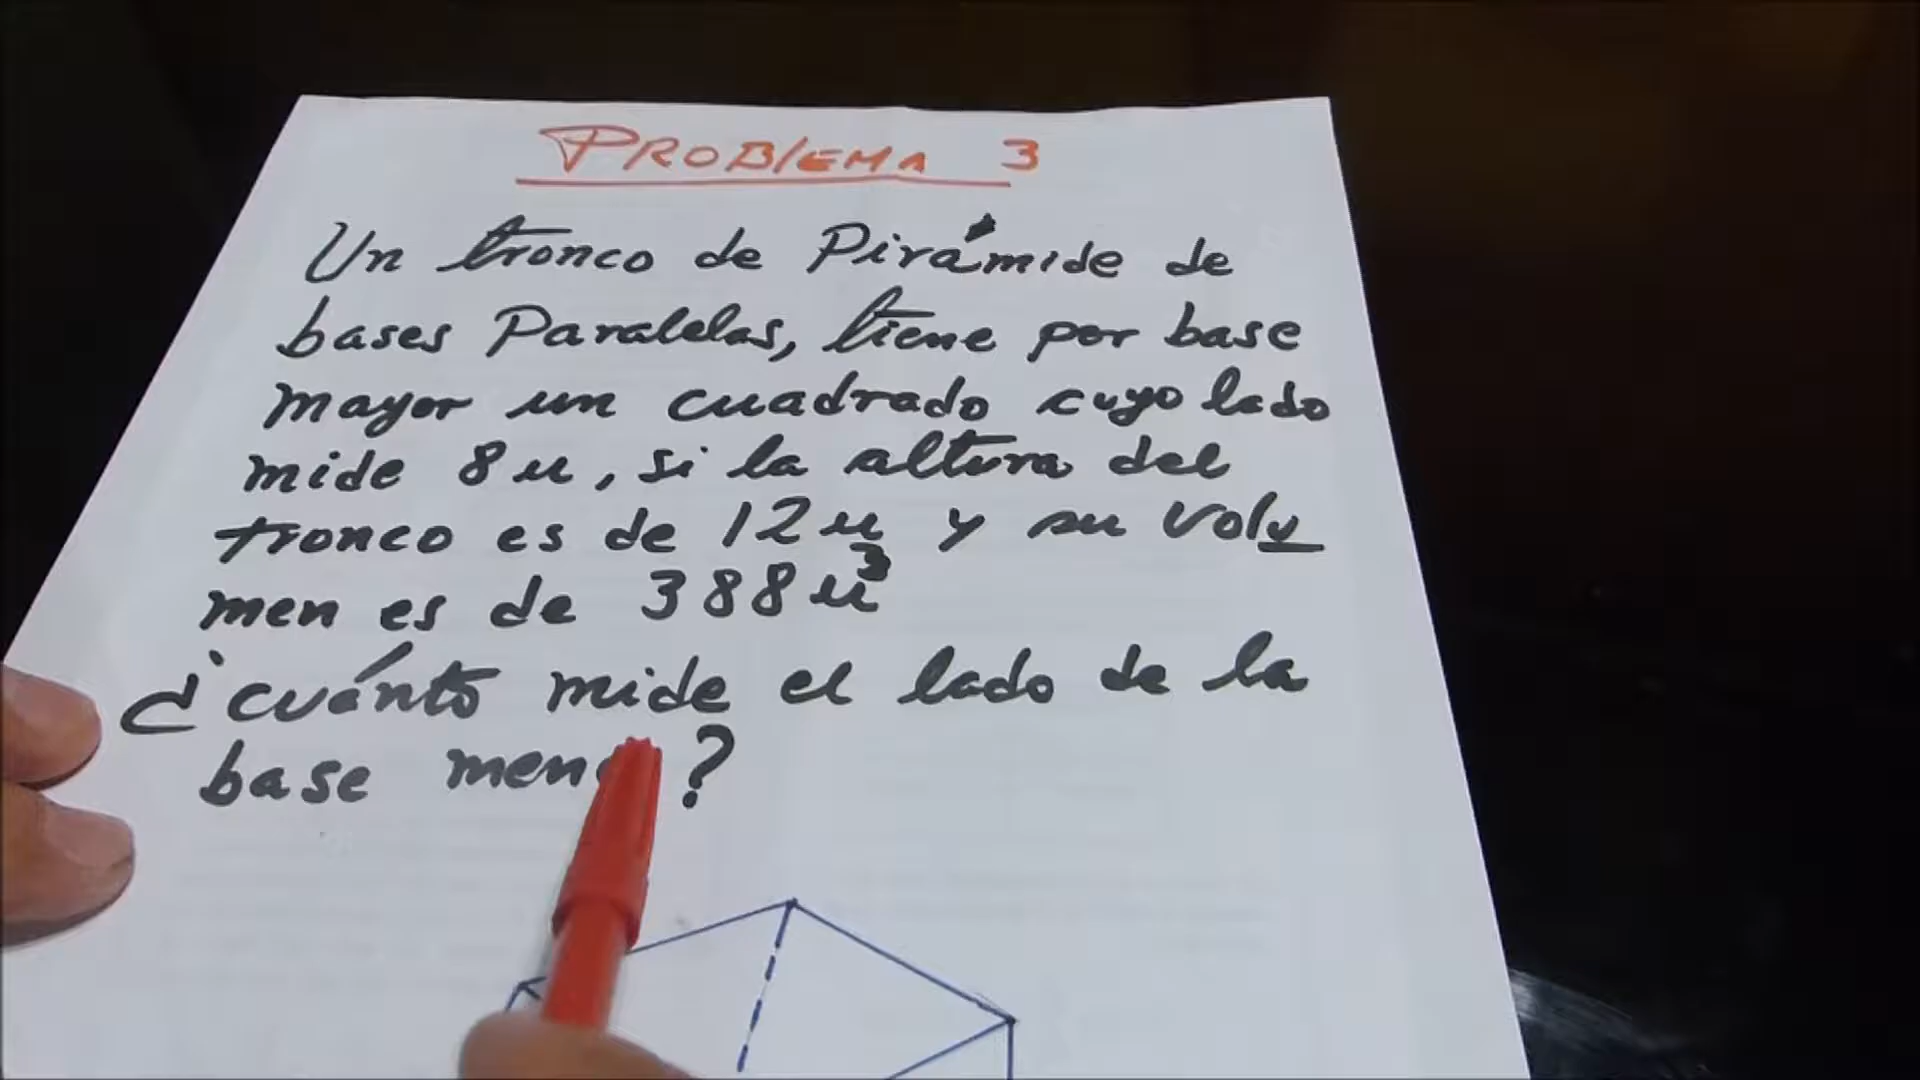 PROBlEMA 3
Un tronco de Pirámide de
bases Paralelas, tiene por base
mayor un cuadrado cuyo lado
mide 8u, si la altura del
tronco es de 12u y su volu
men es de 388u³
¿cuánto mide el lado de la
base ?